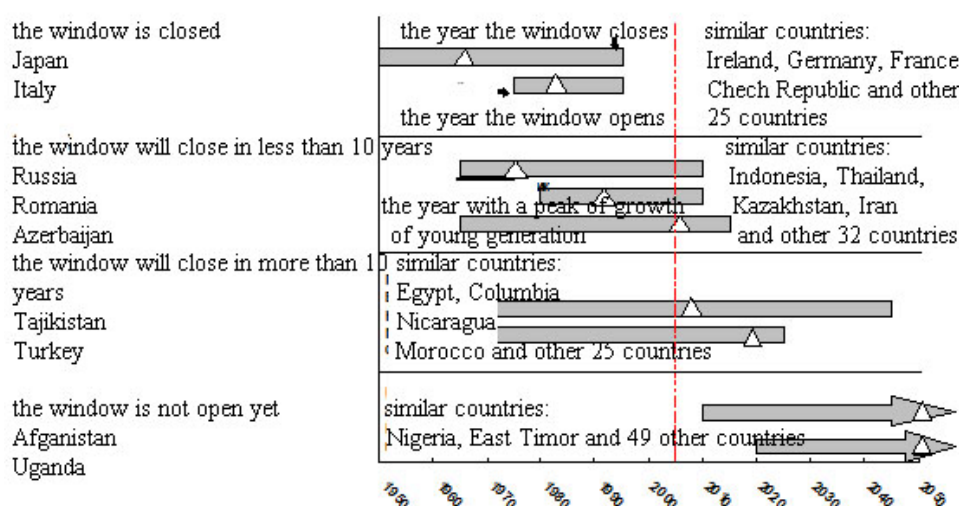 the window is closed
the year the window closes
similar countries:
Japan
Ireland, Germany, France
Italy
Chech Republic and other
the year the window opens
25 countries
the window will close in less than 10 years
similar countries:
Russia
Indonesia, Thailand,
Romania
the year with a peak of growth
Kazakhstan, Iran
Azerbaijan
of young generation
and other 32 countries
the window will close in more than 10
similar countries:
years
Egypt, Columbia
Tajikistan
Nicaragua
Turkey
Morocco and other 25 countries
the window is not open yet
similar countries:
Afganistan
Nigeria, East Timor and 49 other countries
Uganda
1950 1960 1970 1980 1990 2000 2010 2020 2030 2040 2050